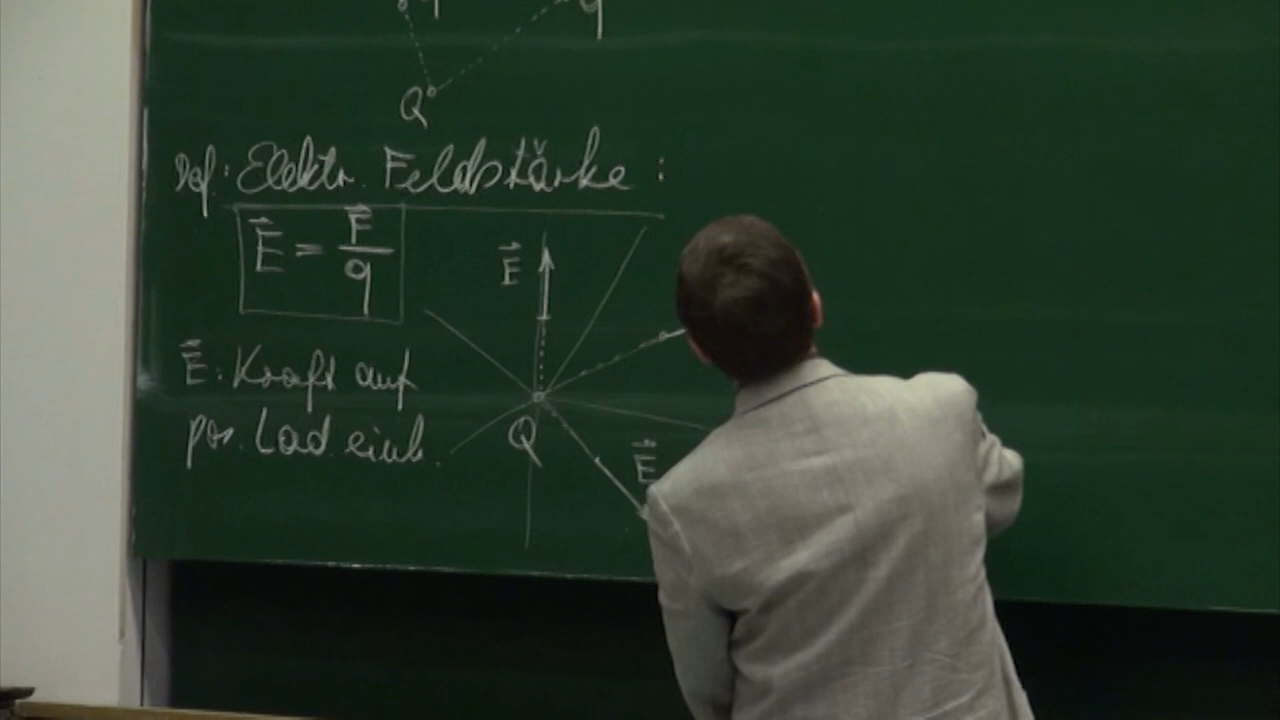 q
Q
Def: Elektr. Feldstärke:
E⃗ = F⃗/q
E⃗
E⃗: Kraft auf
pos. Lad einh.
Q
E⃗